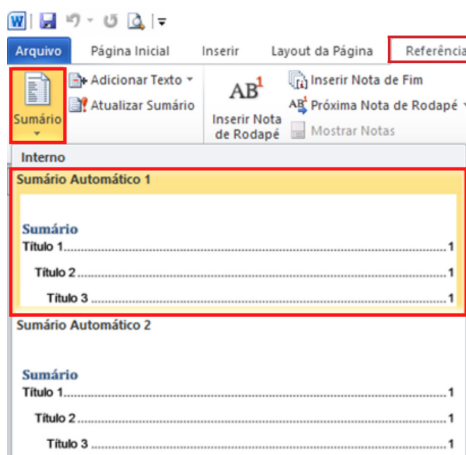 W
Arquivo Página Inicial Inserir Layout da Página Referência
Sumário
Adicionar Texto
Atualizar Sumário
AB1
Inserir Nota
de Rodapé
Inserir Nota de Fim
AB1 Próxima Nota de Rodapé
Mostrar Notas
Interno
Sumário Automático 1
Sumário
Título 1..........................................................................................1
Título 2.......................................................................................1
Título 3 ...................................................................................1
Sumário Automático 2
Sumário
Título 1..........................................................................................1
Título 2.......................................................................................1
Título 3 ...................................................................................1